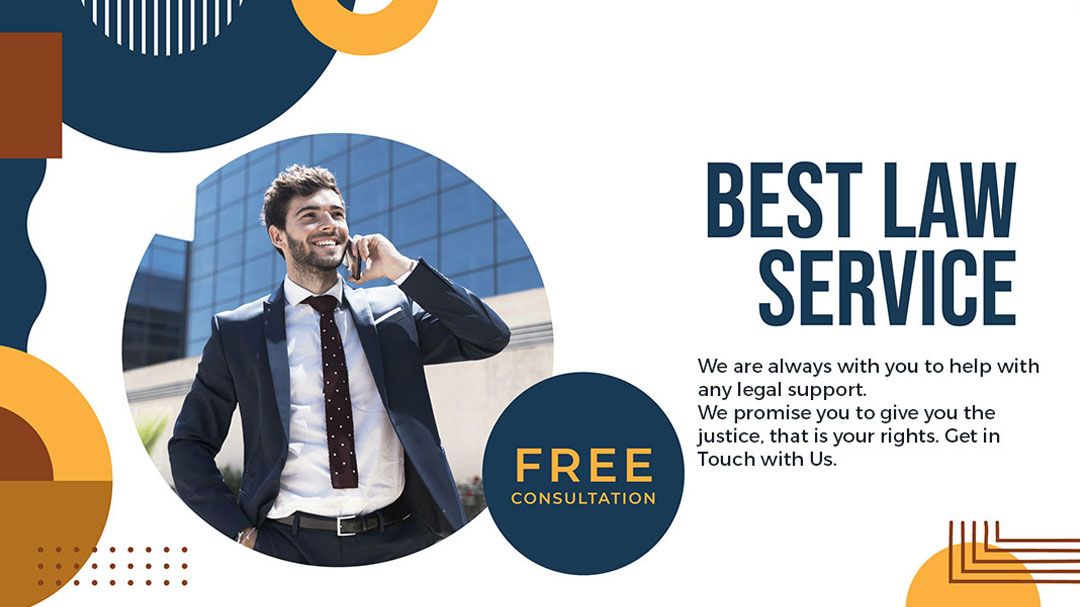 BEST LAW
SERVICE
We are always with you to help with
any legal support.
We promise you to give you the
justice, that is your rights. Get in
Touch with Us.
FREE
CONSULTATION